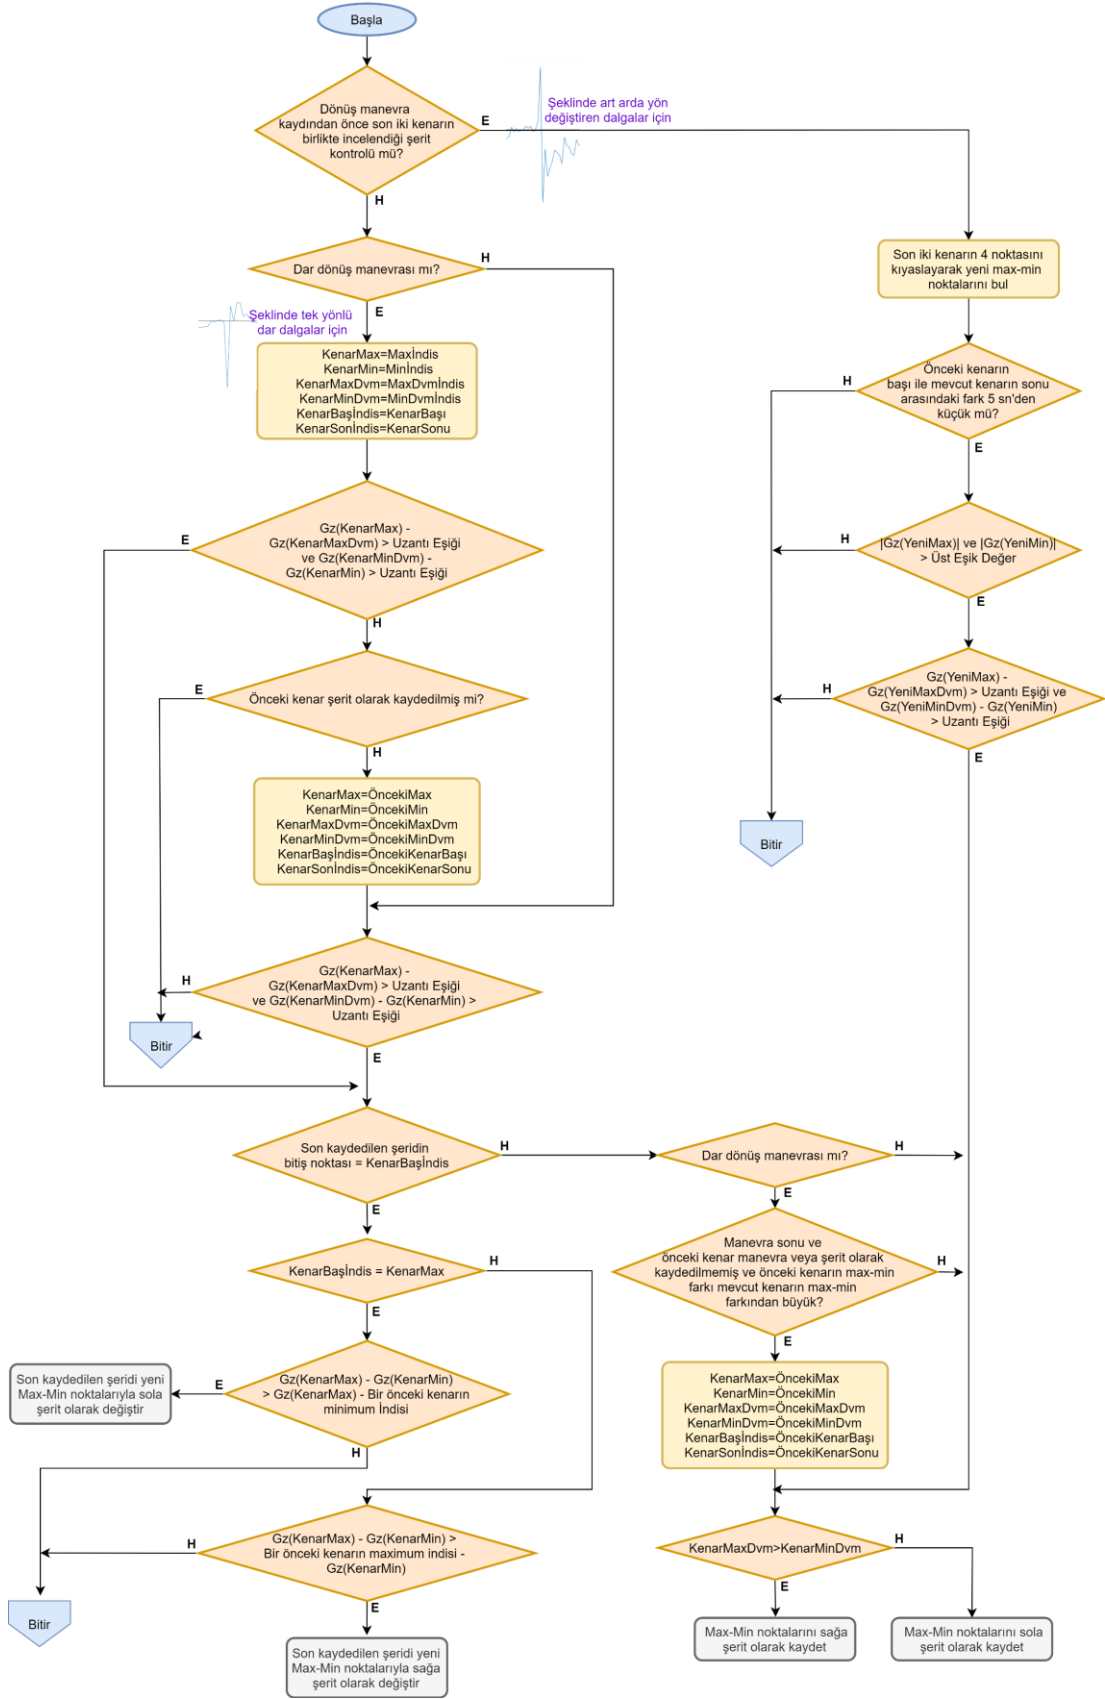 Başla
Dönüş manevra
kaydından önce son iki kenarın
birlikte incelendiği şerit
kontrolü mü?
E
Şeklinde art arda yön
değiştiren dalgalar için
H
Son iki kenarın 4 noktasını
kıyaslayarak yeni max-min
noktalarını bul
Dar dönüş manevrası mı?
H
E
Şeklinde tek yönlü
dar dalgalar için
KenarMax=Maxİndis
KenarMin=Minİndis
KenarMaxDvm=MaxDvmİndis
KenarMinDvm=MinDvmİndis
KenarBaşİndis=KenarBaşı
KenarSonİndis=KenarSonu
Önceki kenarın
başı ile mevcut kenarın sonu
arasındaki fark 5 sn'den
küçük mü?
H
E
Gz(KenarMax) -
Gz(KenarMaxDvm) > Uzantı Eşiği
ve Gz(KenarMinDvm) -
Gz(KenarMin) > Uzantı Eşiği
E
H
|Gz(YeniMax)| ve |Gz(YeniMin)|
> Üst Eşik Değer
H
E
Önceki kenar şerit olarak kaydedilmiş mi?
E
H
Gz(YeniMax) -
Gz(YeniMaxDvm) > Uzantı Eşiği ve
Gz(YeniMinDvm) - Gz(YeniMin)
> Uzantı Eşiği
H
E
KenarMax=ÖncekiMax
KenarMin=ÖncekiMin
KenarMaxDvm=ÖncekiMaxDvm
KenarMinDvm=ÖncekiMinDvm
KenarBaşİndis=ÖncekiKenarBaşı
KenarSonİndis=ÖncekiKenarSonu
Bitir
Gz(KenarMax) -
Gz(KenarMaxDvm) > Uzantı Eşiği
ve Gz(KenarMinDvm) - Gz(KenarMin) >
Uzantı Eşiği
H
E
Bitir
Son kaydedilen şeridin
bitiş noktası = KenarBaşİndis
H
E
Dar dönüş manevrası mı?
H
E
KenarBaşİndis = KenarMax
H
E
Manevra sonu ve
önceki kenar manevra veya şerit olarak
kaydedilmemiş ve önceki kenarın max-min
farkı mevcut kenarın max-min
farkından büyük?
H
E
Gz(KenarMax) - Gz(KenarMin)
> Gz(KenarMax) - Bir önceki kenarın
minimum İndisi
E
H
Son kaydedilen şeridi yeni
Max-Min noktalarıyla sola
şerit olarak değiştir
KenarMax=ÖncekiMax
KenarMin=ÖncekiMin
KenarMaxDvm=ÖncekiMaxDvm
KenarMinDvm=ÖncekiMinDvm
KenarBaşİndis=ÖncekiKenarBaşı
KenarSonİndis=ÖncekiKenarSonu
Gz(KenarMax) - Gz(KenarMin) >
Bir önceki kenarın maximum indisi -
Gz(KenarMin)
H
E
KenarMaxDvm>KenarMinDvm
H
E
Bitir
Son kaydedilen şeridi yeni
Max-Min noktalarıyla sağa
şerit olarak değiştir
Max-Min noktalarını sağa
şerit olarak kaydet
Max-Min noktalarını sola
şerit olarak kaydet